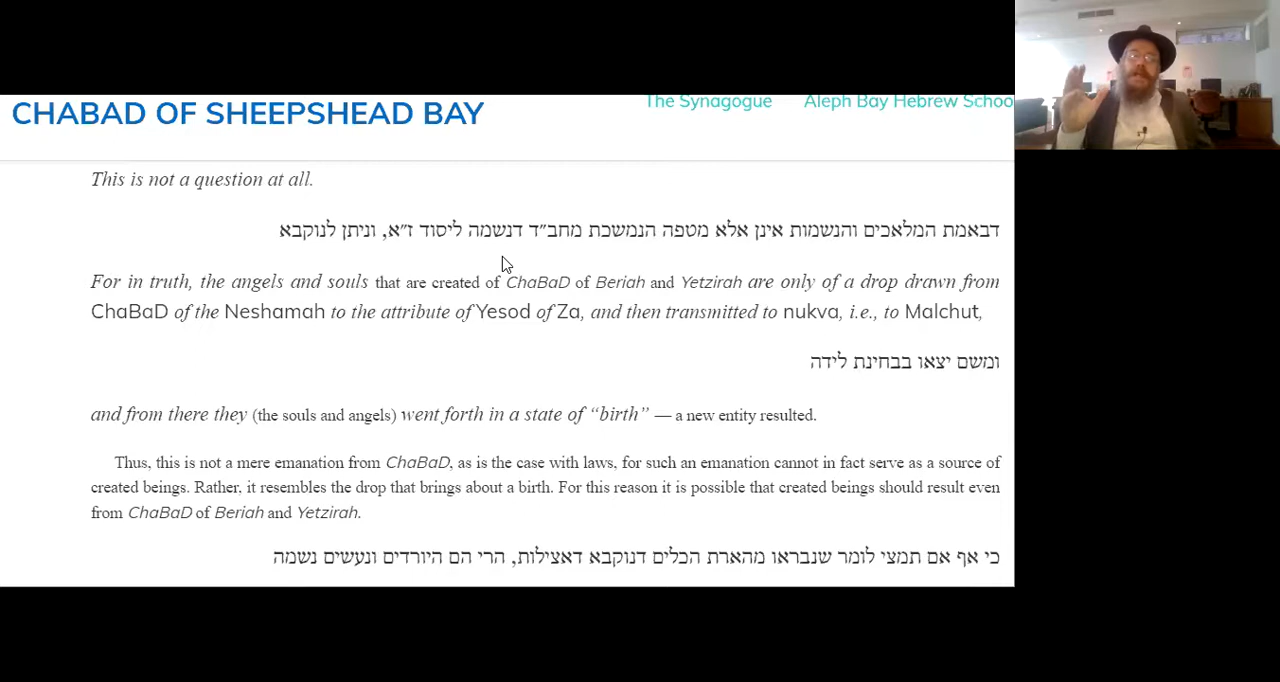 CHABAD OF SHEEPSHEAD BAY
The Synagogue
Aleph Bay Hebrew Schoo
This is not a question at all.
דבאמת המלאכים והנשמות אינן אלא מטפה הנמשכת מחב״ד דנשמה ליסוד ז״א, וניתן לנוקבא
For in truth, the angels and souls that are created of ChaBaD of Beriah and Yetzirah are only of a drop drawn from
ChaBaD of the Neshamah to the attribute of Yesod of Za, and then transmitted to nukva, i.e., to Malchut,
ומשם יצאו בבחינת לידה
and from there they (the souls and angels) went forth in a state of “birth” — a new entity resulted.
Thus, this is not a mere emanation from ChaBaD, as is the case with laws, for such an emanation cannot in fact serve as a source of
created beings. Rather, it resembles the drop that brings about a birth. For this reason it is possible that created beings should result even
from ChaBaD of Beriah and Yetzirah.
כי אף אם תמצי לומר שנבראו מהארת הכלים דנוקבא דאצילות, הרי הם היורדים ונעשים נשמה